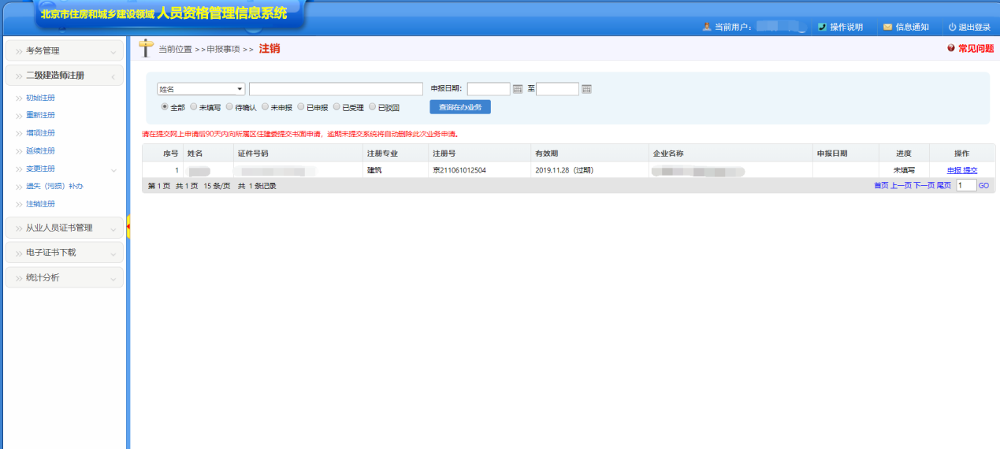 北京市住房和城乡建设领域 人员资格管理信息系统
当前用户： 操作说明 信息通知 退出登录
考务管理
二级建造师注册
初始注册
重新注册
增项注册
延续注册
变更注册
遗失（污损）补办
注销注册
从业人员证书管理
电子证书下载
统计分析
当前位置 >>申报事项 >> 注销
常见问题
姓名 申报日期： 至
全部 未填写 待确认 未申报 已申报 已受理 已驳回 查询在办业务
请在提交网上申请后90天内向所属区住建委提交书面申请，逾期未提交系统将自动删除此次业务申请。
序号 姓名 证件号码 注册专业 注册号 有效期 企业名称 申报日期 进度 操作
1 建筑 京211061012504 2019.11.28（过期） 未填写 申报 提交
第 1 页 共 1 页 15 条/页 共 1 条记录 首页 上一页 下一页 尾页 1 GO